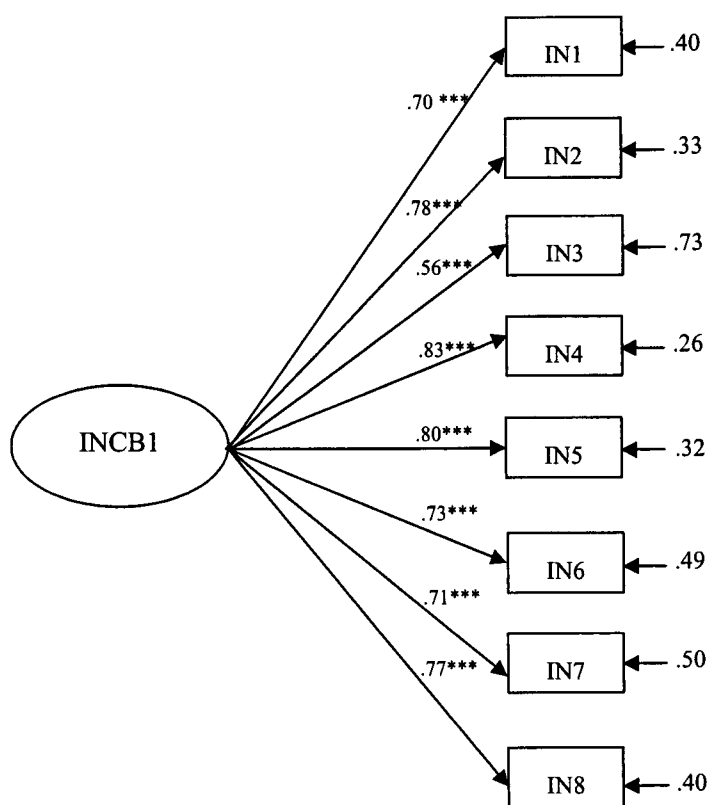 IN1
.40
.70 ***
IN2
.33
.78***
IN3
.73
.56***
IN4
.26
.83***
INCB1
.80***
IN5
.32
.73***
IN6
.49
.71***
IN7
.50
.77***
IN8
.40